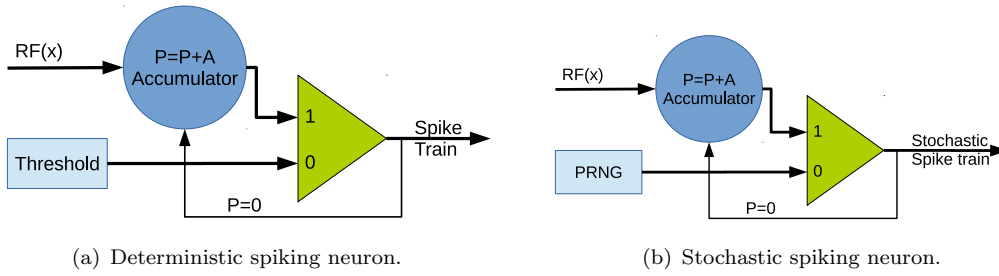 RF(x)
P=P+A
Accumulator
1
0
Threshold
Spike
Train
P=0
(a) Deterministic spiking neuron.
RF(x)
P=P+A
Accumulator
1
0
PRNG
Stochastic
Spike train
P=0
(b) Stochastic spiking neuron.